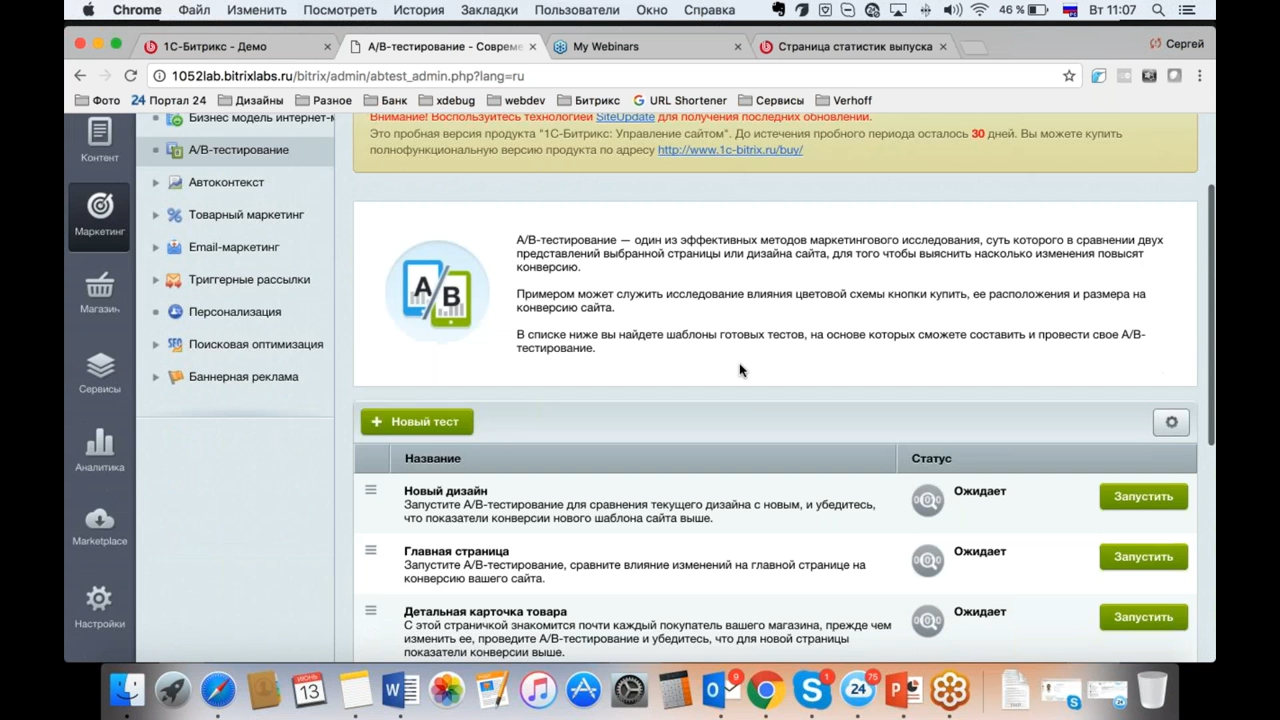 Chrome Файл Изменить Посмотреть История Закладки Пользователи Окно Справка 46 % Вт 11:07
1С-Битрикс - Демо
А/В-тестирование - Совреме
My Webinars
Страница статистик выпуска
Сергей
1052lab.bitrixlabs.ru/bitrix/admin/abtest_admin.php?lang=ru
Фото 24 Портал 24 Дизайны Разное Банк xdebug webdev Битрикс URL Shortener Сервисы Verhoff
Контент
Маркетинг
Магазин
Сервисы
Аналитика
Marketplace
Настройки
Бизнес модель интернет-м
А/В-тестирование
Автоконтекст
Товарный маркетинг
Email-маркетинг
Триггерные рассылки
Персонализация
Поисковая оптимизация
Баннерная реклама
Внимание! Воспользуйтесь технологией SiteUpdate для получения последних обновлений.
Это пробная версия продукта "1С-Битрикс: Управление сайтом". До истечения пробного периода осталось 30 дней. Вы можете купить
полнофункциональную версию продукта по адресу http://www.1c-bitrix.ru/buy/
A B
А/В-тестирование — один из эффективных методов маркетингового исследования, суть которого в сравнении двух
представлений выбранной страницы или дизайна сайта, для того чтобы выяснить насколько изменения повысят
конверсию.
Примером может служить исследование влияния цветовой схемы кнопки купить, ее расположения и размера на
конверсию сайта.
В списке ниже вы найдете шаблоны готовых тестов, на основе которых сможете составить и провести свое А/В-
тестирование.
+ Новый тест
Название Статус
Новый дизайн
Запустите А/В-тестирование для сравнения текущего дизайна с новым, и убедитесь,
что показатели конверсии нового шаблона сайта выше.
Ожидает
Запустить
Главная страница
Запустите А/В-тестирование, сравните влияние изменений на главной странице на
конверсию вашего сайта.
Ожидает
Запустить
Детальная карточка товара
С этой страничкой знакомится почти каждый покупатель вашего магазина, прежде чем
изменить ее, проведите А/В-тестирование и убедитесь, что для новой страницы
показатели конверсии выше.
Ожидает
Запустить
ИЮНЬ
13
9
1
24
75